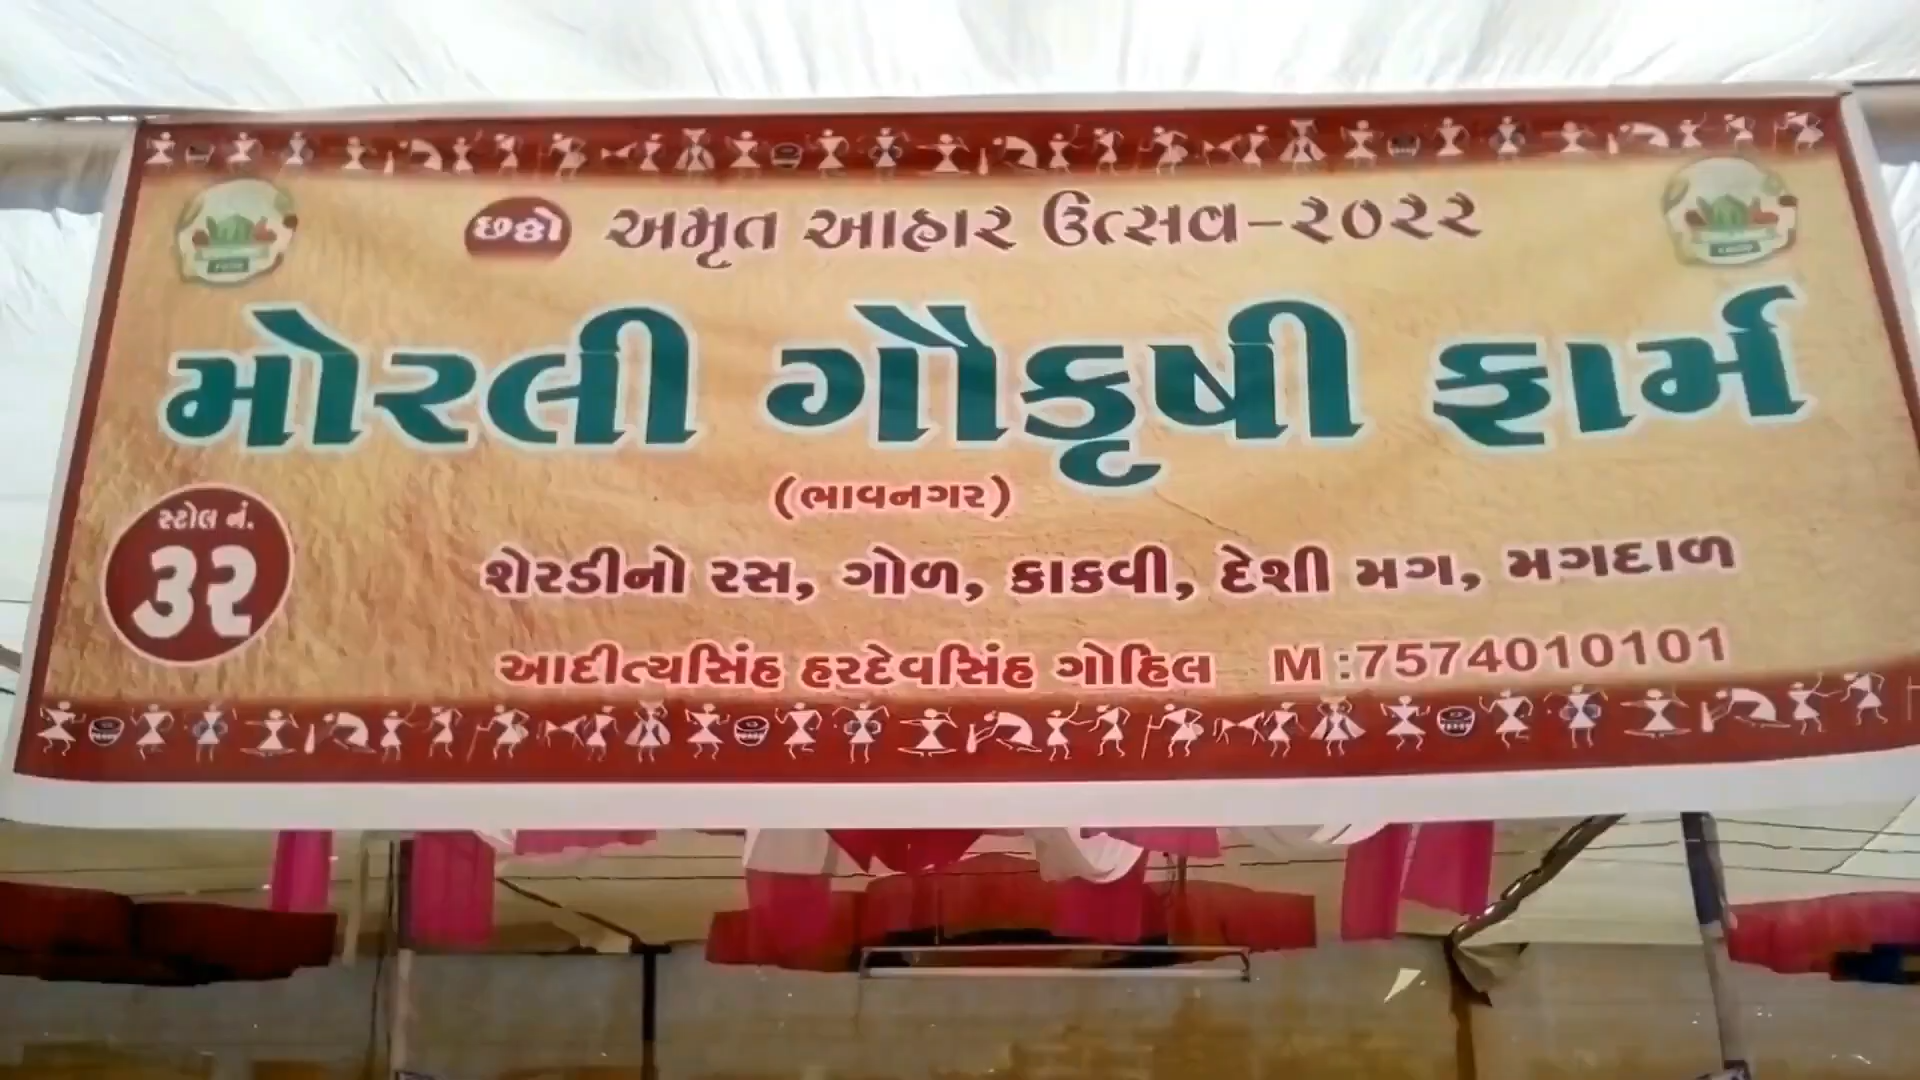 છઠ્ઠો અમૃત આહાર ઉત્સવ-૨૦૨૨
મોરલી ગૌકૃષી ફાર્મ
(ભાવનગર)
સ્ટોલ નં.
૩૨
શેરડીનો રસ, ગોળ, કાકવી, દેશી મગ, મગદાળ
આદીત્યસિંહ હરદેવસિંહ ગોહિલ M:7574010101